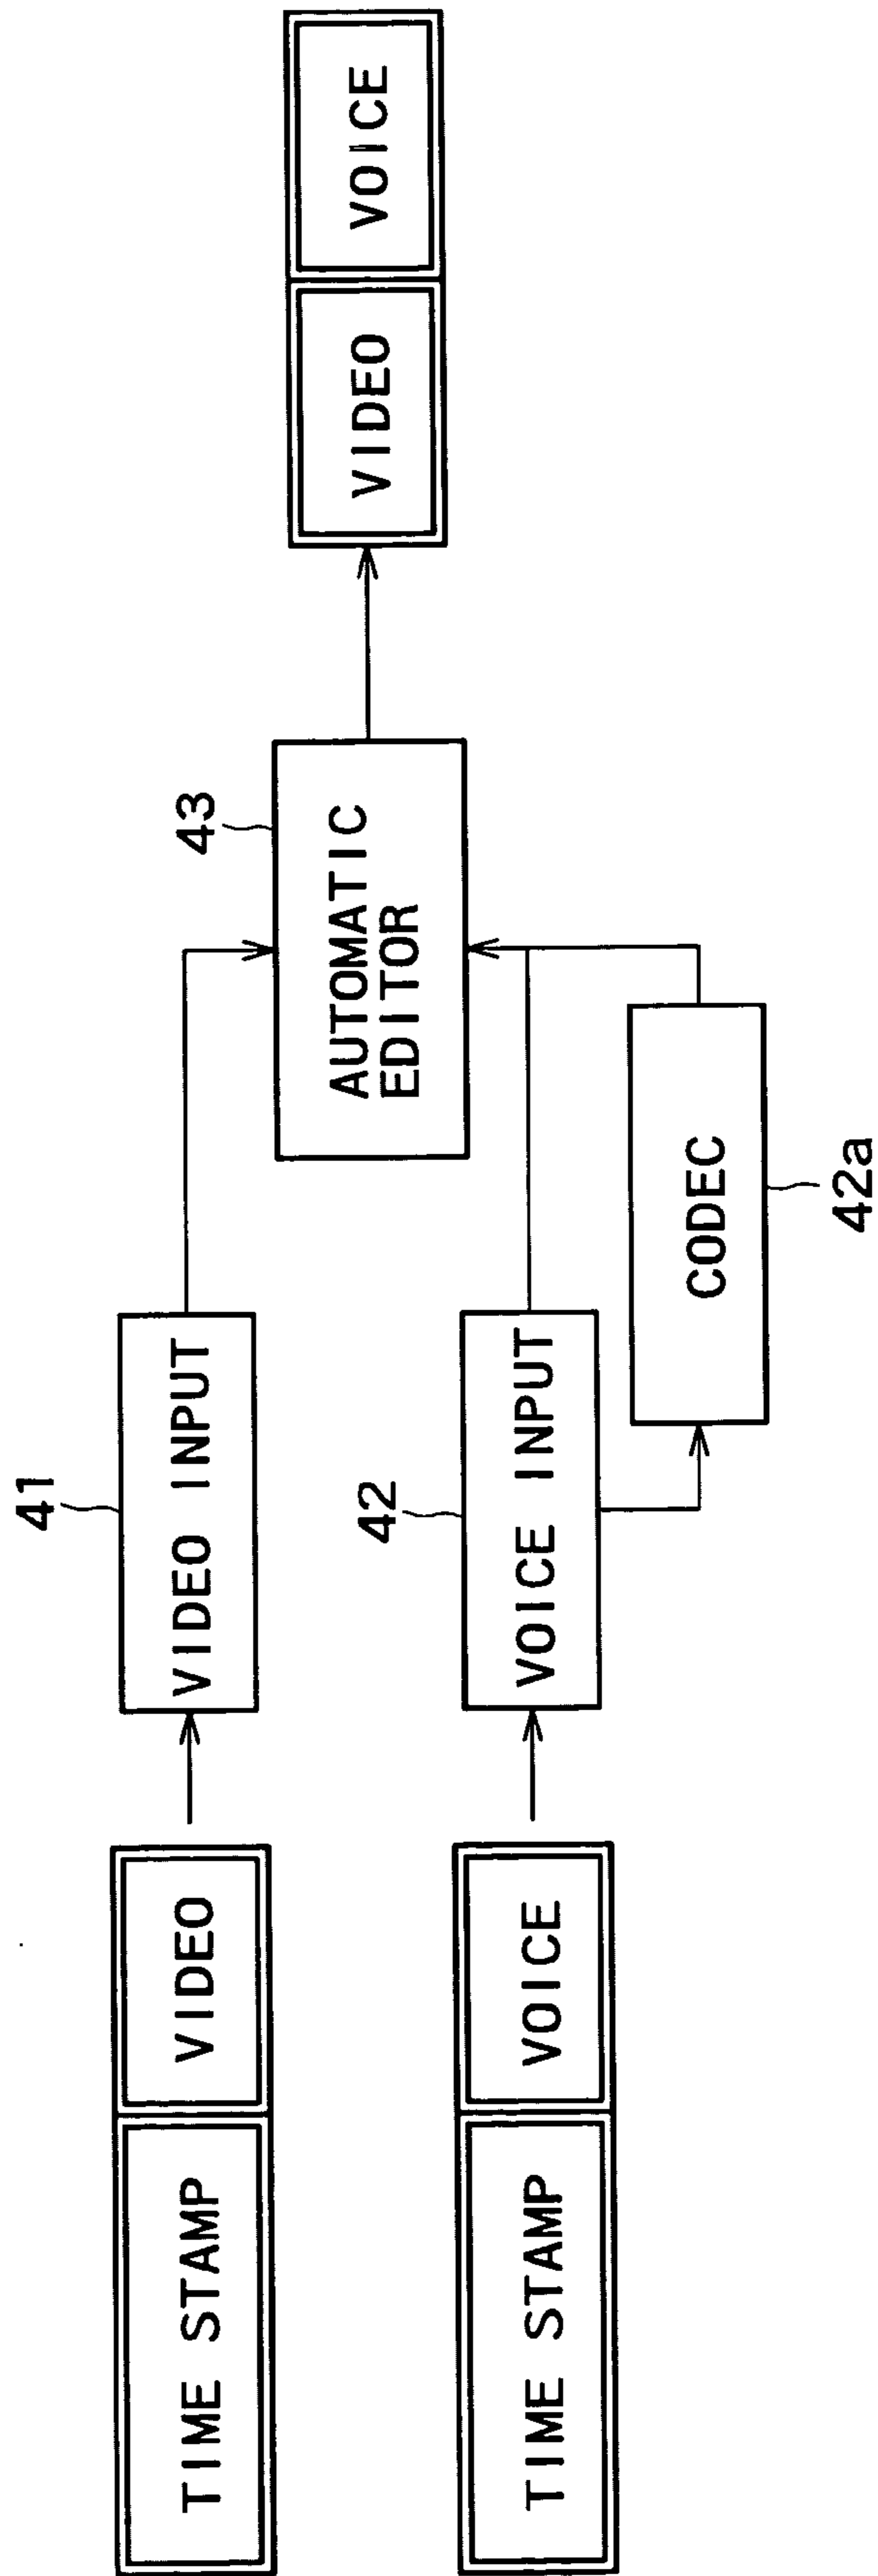 41
TIME STAMP
VIDEO
VIDEO INPUT
43
AUTOMATIC
EDITOR
VIDEO
VOICE
42
TIME STAMP
VOICE
VOICE INPUT
CODEC
42a